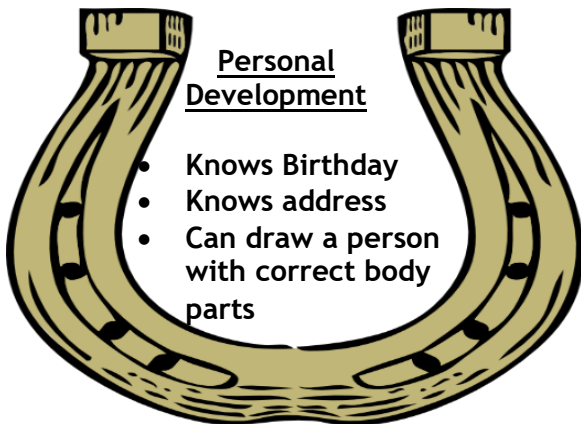 Personal
Development
• Knows Birthday
• Knows address
• Can draw a person
with correct body
parts